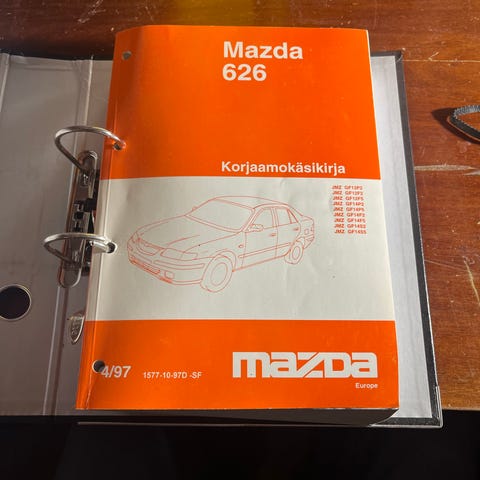 Mazda
626
Korjaamokäsikirja
JMZ GF12P2
JMZ GF12F2
JMZ GF12F5
JMZ GF14P2
JMZ GF14P5
JMZ GF14F2
JMZ GF14F5
JMZ GF14S2
JMZ GF14S5
4/97 1577-10-97D -SF
mazda
Europe